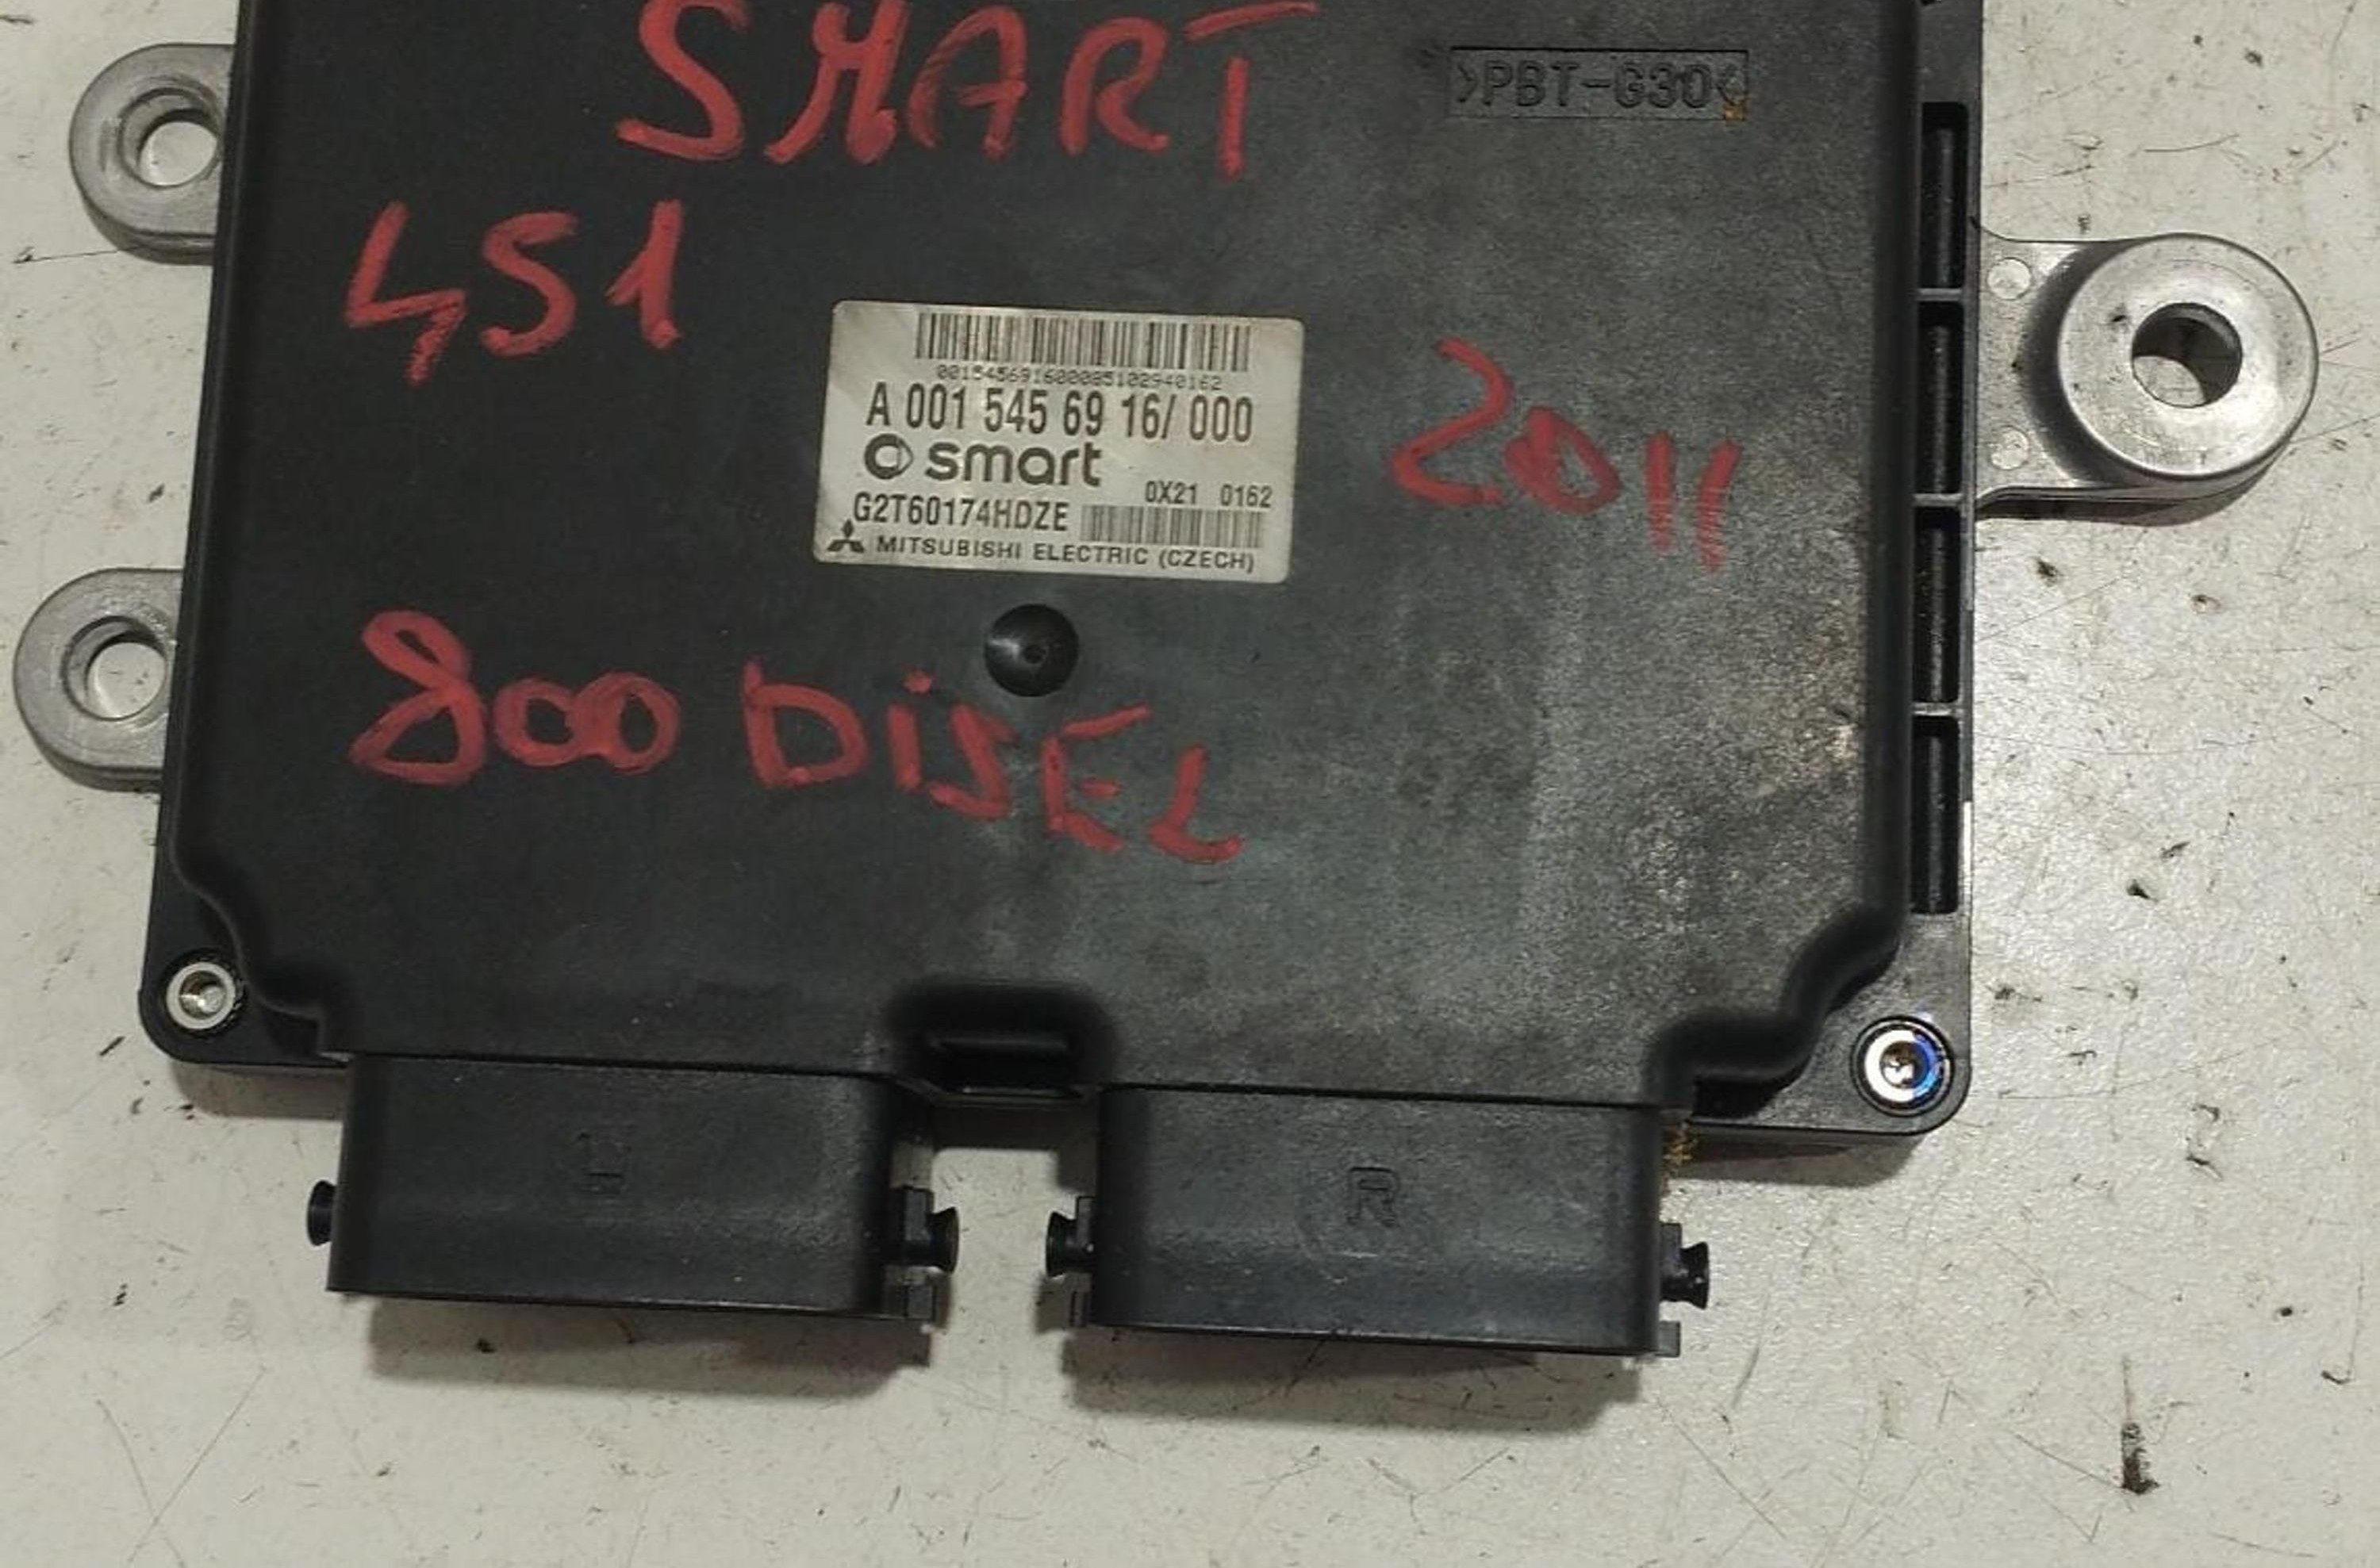 SMART
>PBT-G30<
451
001545691600085102940162
A 001 545 69 16/ 000
smart
0X21 0162
G2T60174HDZE
MITSUBISHI ELECTRIC (CZECH)
2011
800 DiSEL
L
R